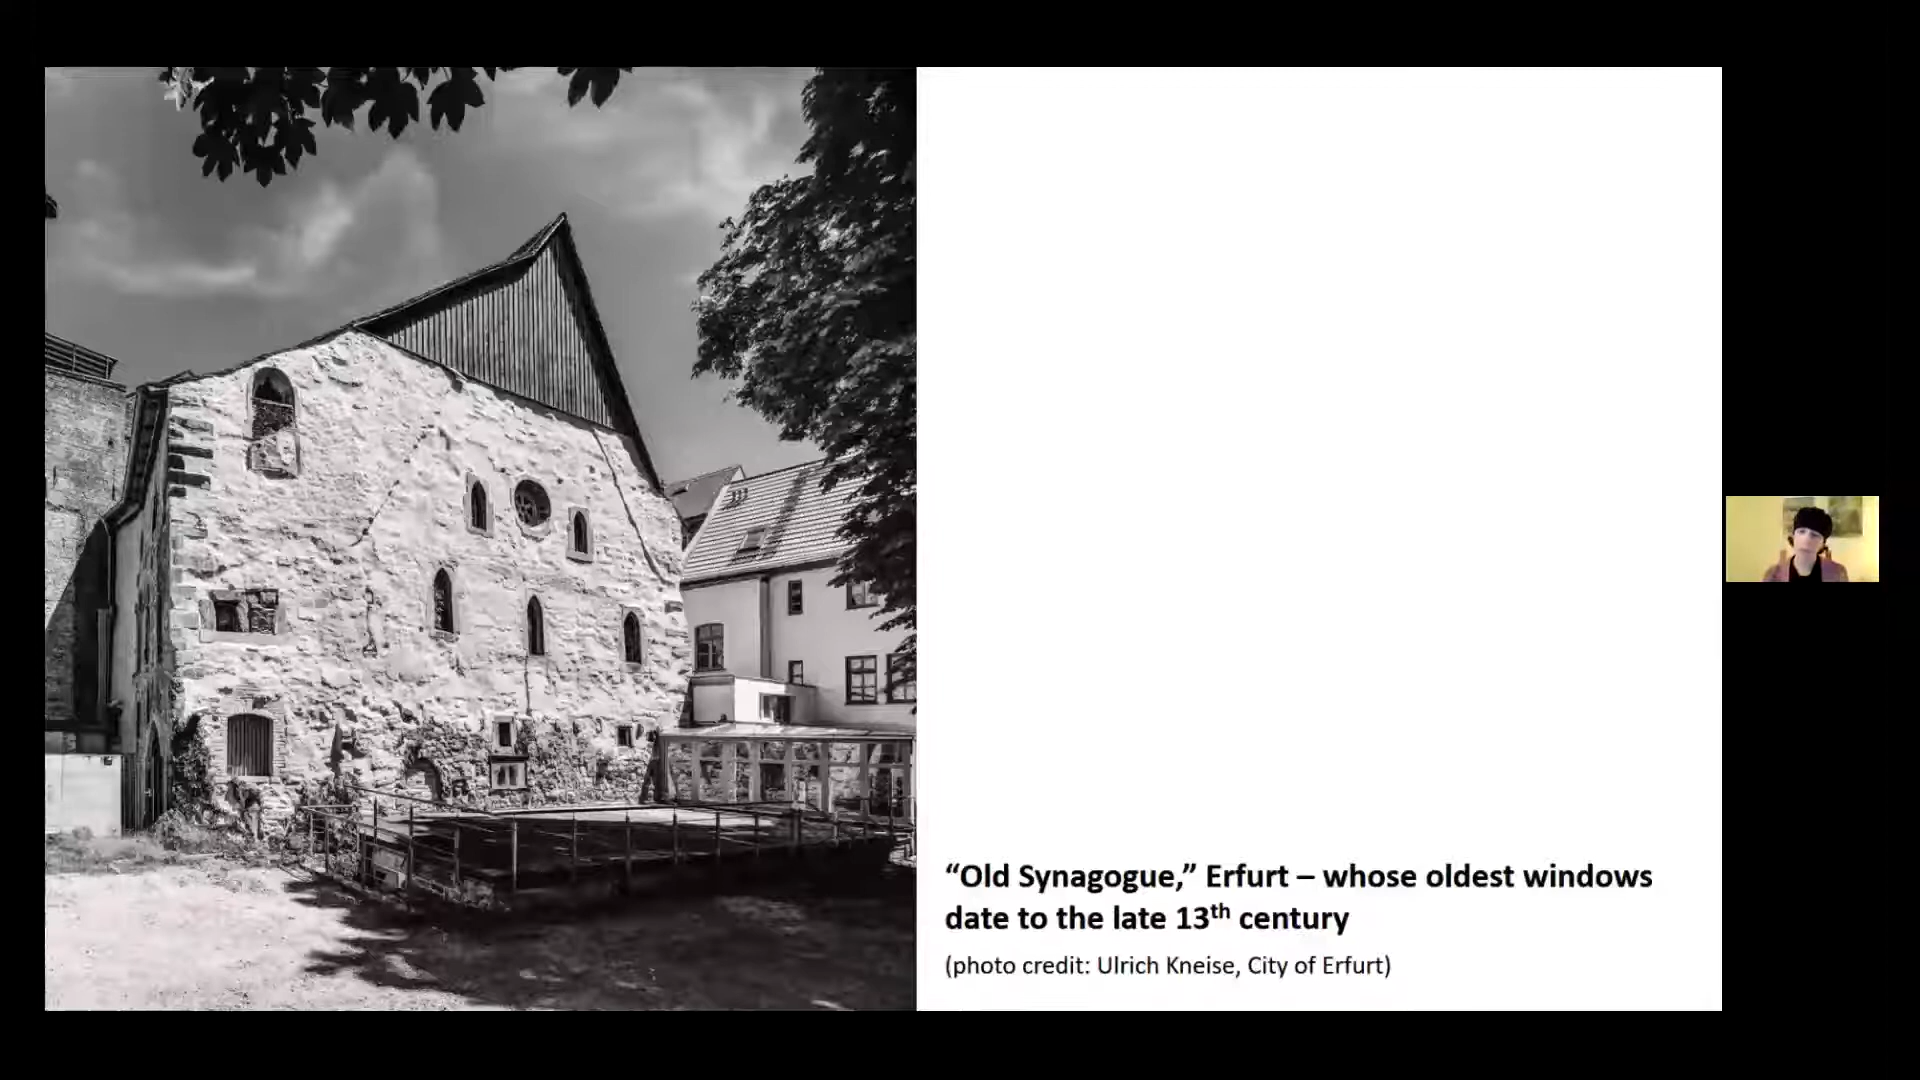 “Old Synagogue,” Erfurt – whose oldest windows
date to the late 13th century
(photo credit: Ulrich Kneise, City of Erfurt)